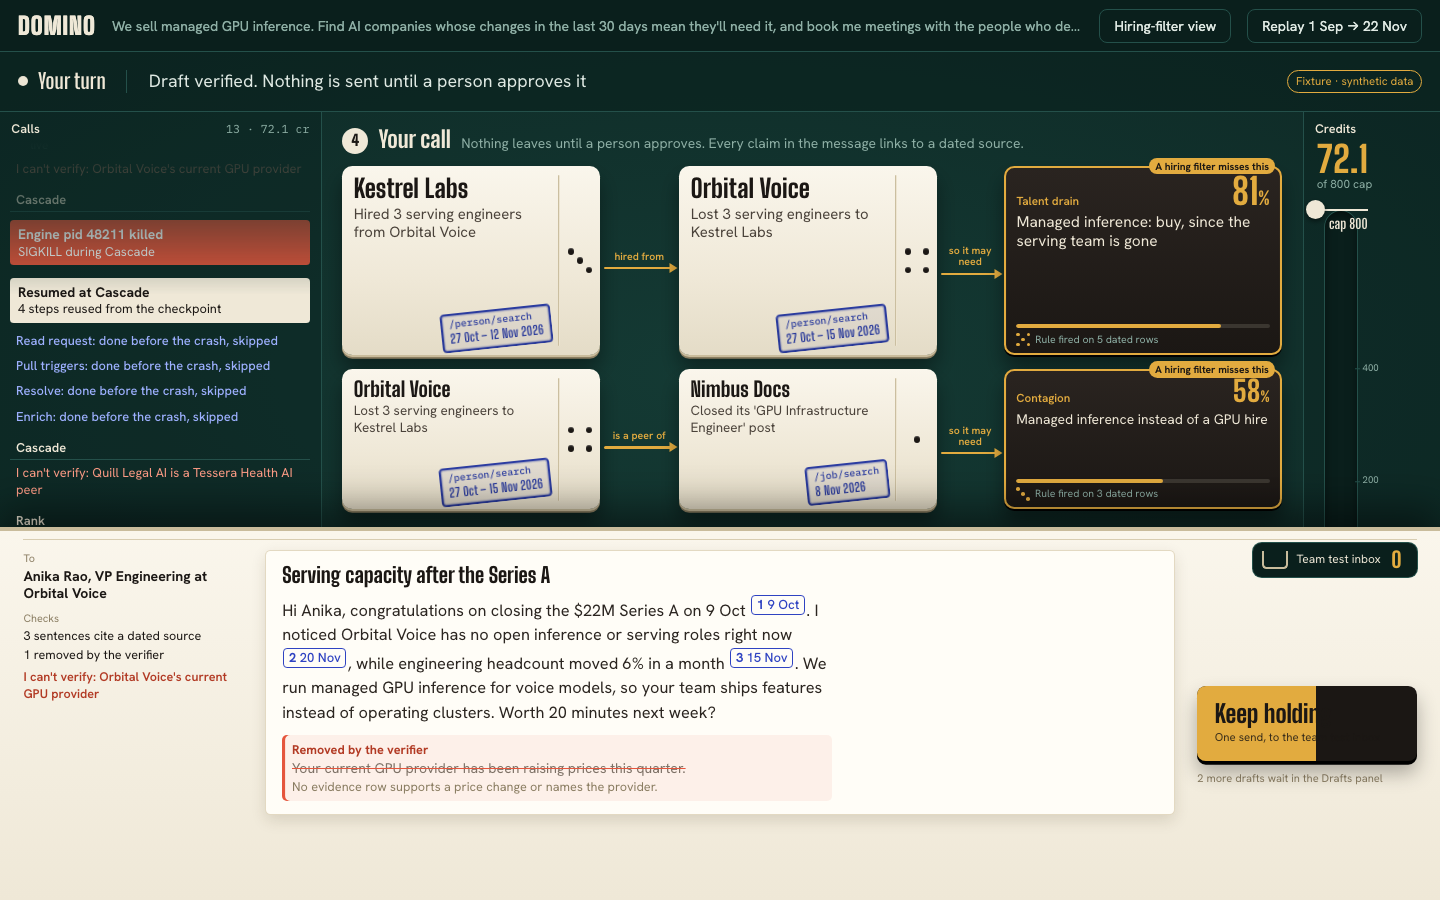 DOMINO
We sell managed GPU inference. Find AI companies whose changes in the last 30 days mean they'll need it, and book me meetings with the people who de...
Hiring-filter view
Replay 1 Sep → 22 Nov
Your turn
Draft verified. Nothing is sent until a person approves it
Fixture · synthetic data
Calls
13 · 72.1 cr
I can't verify: Orbital Voice's current GPU provider
Cascade
Engine pid 48211 killed
SIGKILL during Cascade
Resumed at Cascade
4 steps reused from the checkpoint
Read request: done before the crash, skipped
Pull triggers: done before the crash, skipped
Resolve: done before the crash, skipped
Enrich: done before the crash, skipped
Cascade
I can't verify: Quill Legal AI is a Tessera Health AI
peer
Rank
4
Your call
Nothing leaves until a person approves. Every claim in the message links to a dated source.
Kestrel Labs
Hired 3 serving engineers
from Orbital Voice
/person/search
27 Oct – 12 Nov 2026
hired from
Orbital Voice
Lost 3 serving engineers to
Kestrel Labs
/person/search
27 Oct – 15 Nov 2026
so it may
need
A hiring filter misses this
Talent drain
81%
Managed inference: buy, since the
serving team is gone
Rule fired on 5 dated rows
Orbital Voice
Lost 3 serving engineers to
Kestrel Labs
/person/search
27 Oct – 15 Nov 2026
is a peer of
Nimbus Docs
Closed its 'GPU Infrastructure
Engineer' post
/job/search
8 Nov 2026
so it may
need
A hiring filter misses this
Contagion
58%
Managed inference instead of a GPU hire
Rule fired on 3 dated rows
Credits
72.1
of 800 cap
cap 800
400
200
To
Anika Rao, VP Engineering at
Orbital Voice
Checks
3 sentences cite a dated source
1 removed by the verifier
I can't verify: Orbital Voice's current
GPU provider
Serving capacity after the Series A
Hi Anika, congratulations on closing the $22M Series A on 9 Oct 1 9 Oct. I
noticed Orbital Voice has no open inference or serving roles right now
2 20 Nov, while engineering headcount moved 6% in a month 3 15 Nov. We
run managed GPU inference for voice models, so your team ships features
instead of operating clusters. Worth 20 minutes next week?
Removed by the verifier
Your current GPU provider has been raising prices this quarter.
No evidence row supports a price change or names the provider.
Team test inbox 0
Keep holdin
One send, to the tea
2 more drafts wait in the Drafts panel